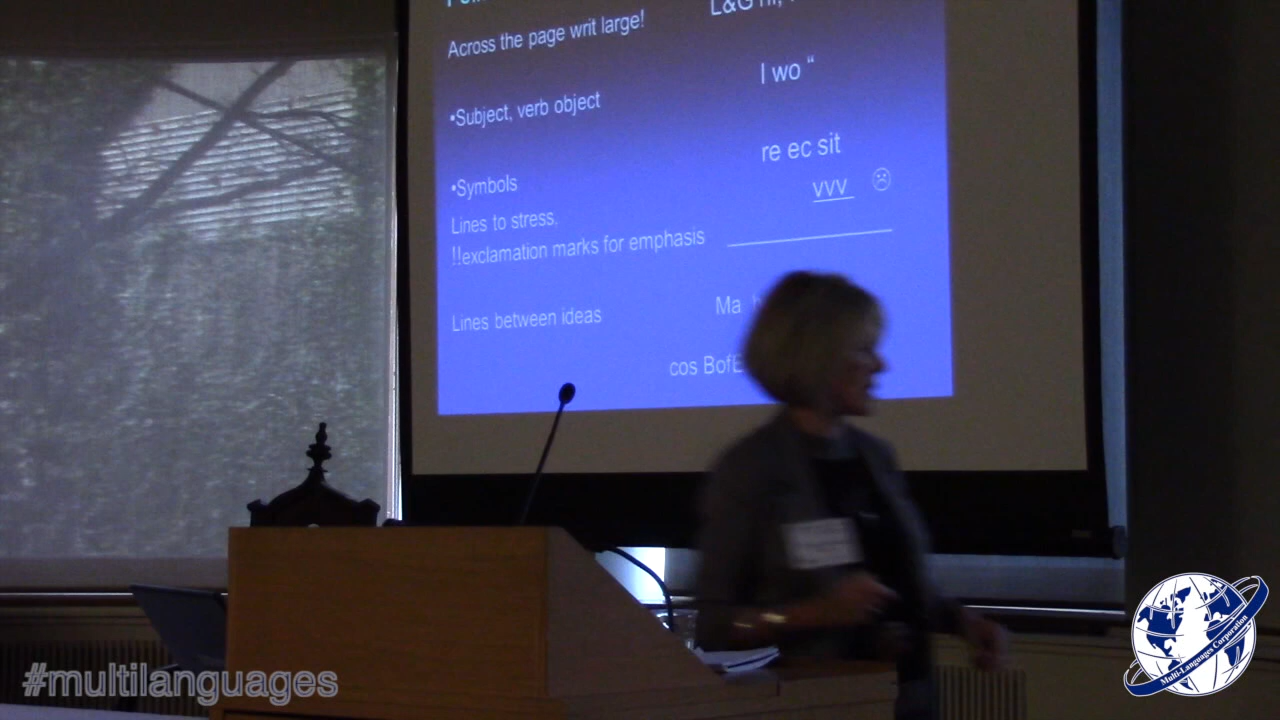 Across the page writ large!
L&G
I wo “
•Subject, verb object
re ec sit
•Symbols
vvv ☹
Lines to stress.
!!exclamation marks for emphasis
Lines between ideas
Ma
cos BofE
#multilanguages
Multi-Languages Corporation